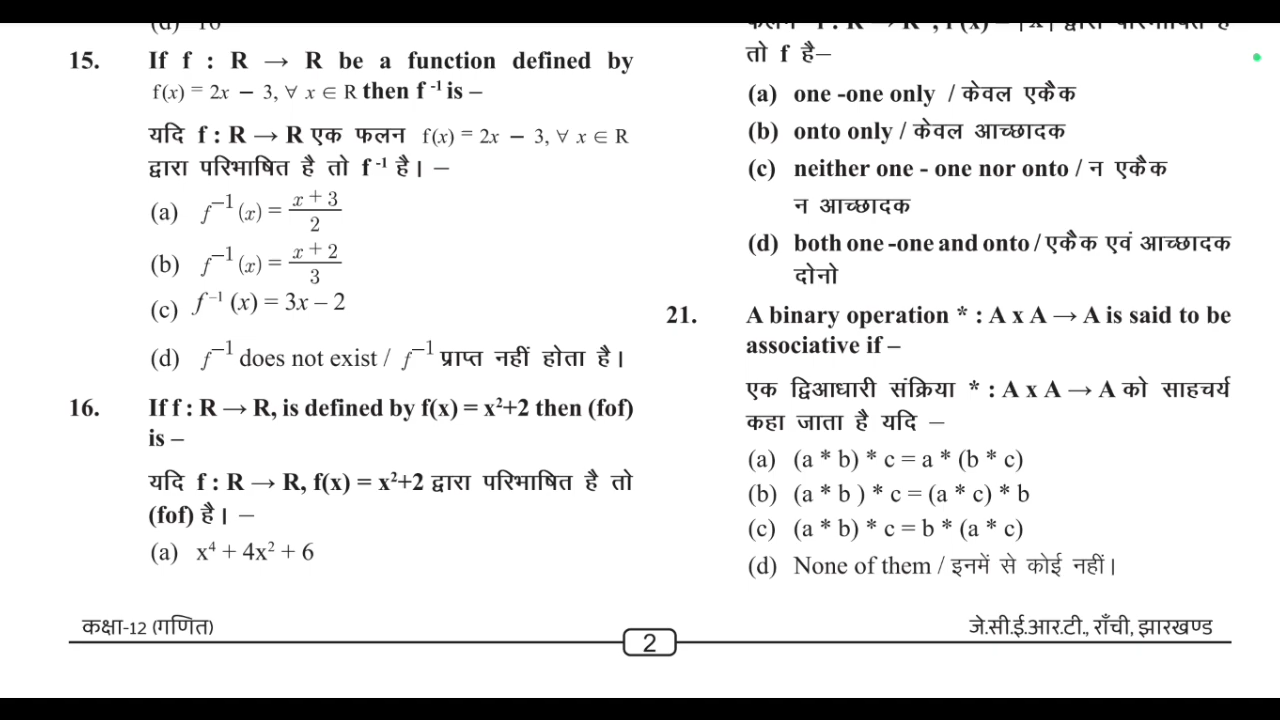 (d) 10
15. If f : R → R be a function defined by
f(x) = 2x − 3, ∀ x ∈ R then f⁻¹ is –
यदि f : R → R एक फलन f(x) = 2x − 3, ∀ x ∈ R
द्वारा परिभाषित है तो f⁻¹ है। –
(a) f⁻¹(x) = (x + 3)/2
(b) f⁻¹(x) = (x + 2)/3
(c) f⁻¹(x) = 3x – 2
(d) f⁻¹ does not exist / f⁻¹ प्राप्त नहीं होता है।
16. If f : R → R, is defined by f(x) = x²+2 then (fof)
is –
यदि f : R → R, f(x) = x²+2 द्वारा परिभाषित है तो
(fof) है। –
(a) x⁴ + 4x² + 6
फलन f : R → R , f(x) = |x| द्वारा परिभाषित है
तो f है–
(a) one -one only / केवल एकैक
(b) onto only / केवल आच्छादक
(c) neither one - one nor onto / न एकैक
न आच्छादक
(d) both one -one and onto / एकैक एवं आच्छादक
दोनो
21. A binary operation * : A x A → A is said to be
associative if –
एक द्विआधारी संक्रिया * : A x A → A को साहचर्य
कहा जाता है यदि –
(a) (a * b) * c = a * (b * c)
(b) (a * b ) * c = (a * c) * b
(c) (a * b) * c = b * (a * c)
(d) None of them / इनमें से कोई नहीं।
कक्षा-12 (गणित)
2
जे.सी.ई.आर.टी., राँची, झारखण्ड